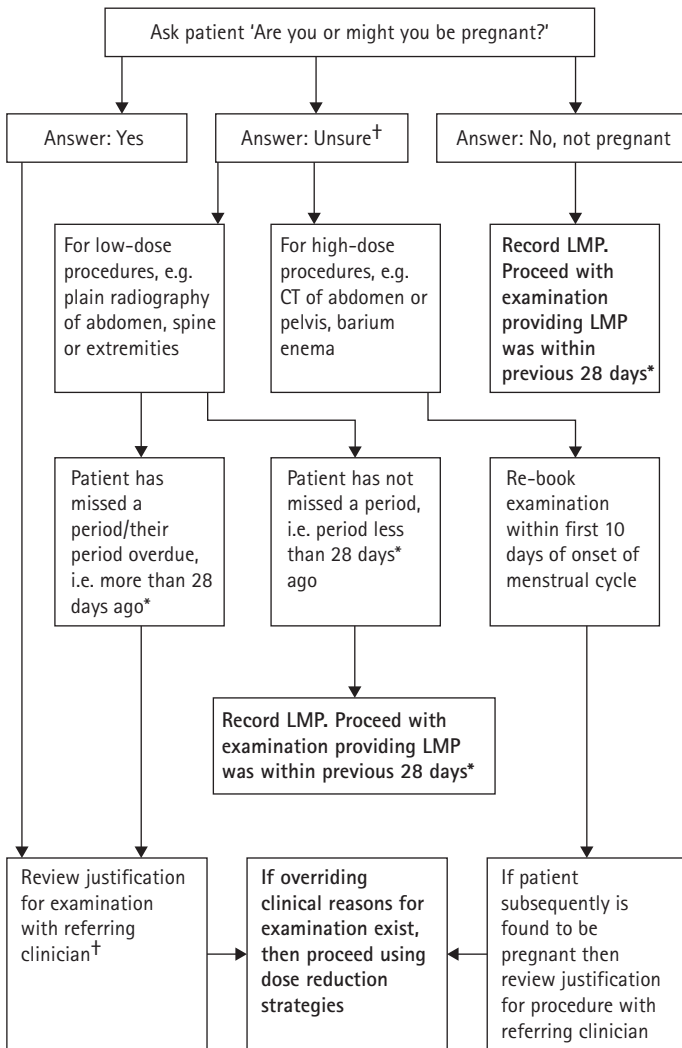 Ask patient 'Are you or might you be pregnant?'
Answer: Yes
Answer: Unsure†
Answer: No, not pregnant
For low-dose
procedures, e.g.
plain radiography
of abdomen, spine
or extremities
For high-dose
procedures, e.g.
CT of abdomen or
pelvis, barium
enema
Record LMP.
Proceed with
examination
providing LMP
was within
previous 28 days*
Patient has
missed a
period/their
period overdue,
i.e. more than 28
days ago*
Patient has not
missed a period,
i.e. period less
than 28 days*
ago
Re-book
examination
within first 10
days of onset of
menstrual cycle
Record LMP. Proceed with
examination providing LMP
was within previous 28 days*
Review justification
for examination
with referring
clinician†
If overriding
clinical reasons for
examination exist,
then proceed using
dose reduction
strategies
If patient
subsequently is
found to be
pregnant then
review justification
for procedure with
referring clinician